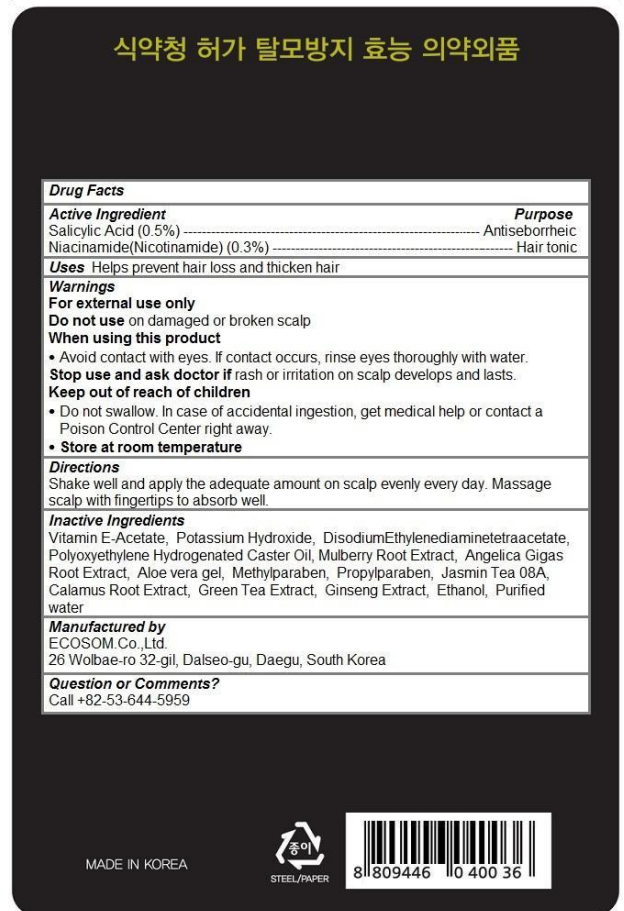 식약청 허가 탈모방지 효능 의약외품
Drug Facts
Active Ingredient Purpose
Salicylic Acid (0.5%) ---------------------------------------------------------------- Antiseborrheic
Niacinamide(Nicotinamide) (0.3%) ---------------------------------------------------- Hair tonic
Uses Helps prevent hair loss and thicken hair
Warnings
For external use only
Do not use on damaged or broken scalp
When using this product
• Avoid contact with eyes. If contact occurs, rinse eyes thoroughly with water.
Stop use and ask doctor if rash or irritation on scalp develops and lasts.
Keep out of reach of children
• Do not swallow. In case of accidental ingestion, get medical help or contact a
Poison Control Center right away.
• Store at room temperature
Directions
Shake well and apply the adequate amount on scalp evenly every day. Massage
scalp with fingertips to absorb well.
Inactive Ingredients
Vitamin E-Acetate, Potassium Hydroxide, DisodiumEthylenediaminetetraacetate,
Polyoxyethylene Hydrogenated Caster Oil, Mulberry Root Extract, Angelica Gigas
Root Extract, Aloe vera gel, Methylparaben, Propylparaben, Jasmin Tea 08A,
Calamus Root Extract, Green Tea Extract, Ginseng Extract, Ethanol, Purified
water
Manufactured by
ECOSOM.Co.,Ltd.
26 Wolbae-ro 32-gil, Dalseo-gu, Daegu, South Korea
Question or Comments?
Call +82-53-644-5959
MADE IN KOREA
종이
STEEL/PAPER
8 809446 040036